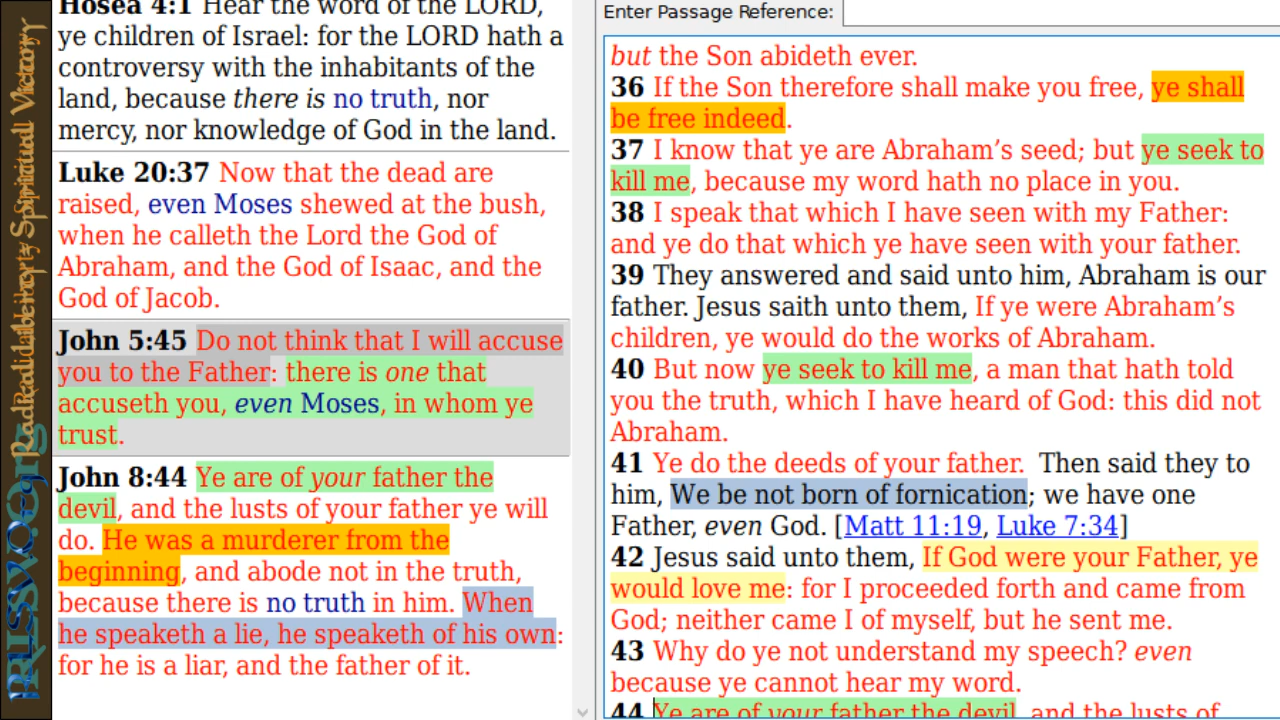 Hosea 4:1 Hear the word of the LORD,
ye children of Israel: for the LORD hath a
controversy with the inhabitants of the
land, because there is no truth, nor
mercy, nor knowledge of God in the land.
Luke 20:37 Now that the dead are
raised, even Moses shewed at the bush,
when he calleth the Lord the God of
Abraham, and the God of Isaac, and the
God of Jacob.
John 5:45 Do not think that I will accuse
you to the Father: there is one that
accuseth you, even Moses, in whom ye
trust.
John 8:44 Ye are of your father the
devil, and the lusts of your father ye will
do. He was a murderer from the
beginning, and abode not in the truth,
because there is no truth in him. When
he speaketh a lie, he speaketh of his own:
for he is a liar, and the father of it.
Enter Passage Reference:
but the Son abideth ever.
36 If the Son therefore shall make you free, ye shall
be free indeed.
37 I know that ye are Abraham’s seed; but ye seek to
kill me, because my word hath no place in you.
38 I speak that which I have seen with my Father:
and ye do that which ye have seen with your father.
39 They answered and said unto him, Abraham is our
father. Jesus saith unto them, If ye were Abraham’s
children, ye would do the works of Abraham.
40 But now ye seek to kill me, a man that hath told
you the truth, which I have heard of God: this did not
Abraham.
41 Ye do the deeds of your father.  Then said they to
him, We be not born of fornication; we have one
Father, even God. [Matt 11:19, Luke 7:34]
42 Jesus said unto them, If God were your Father, ye
would love me: for I proceeded forth and came from
God; neither came I of myself, but he sent me.
43 Why do ye not understand my speech? even
because ye cannot hear my word.
44 Ye are of your father the devil, and the lusts of